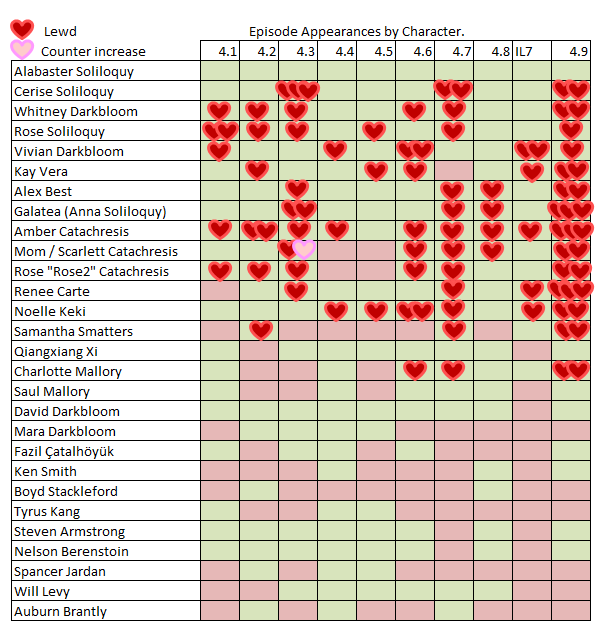 Lewd Episode Appearances by Character.
Counter increase 4.1 4.2 4.3 4.4 4.5 4.6 4.7 4.8 IL7 4.9
Alabaster Soliloquy
Cerise Soliloquy
Whitney Darkbloom
Rose Soliloquy
Vivian Darkbloom
Kay Vera
Alex Best
Galatea (Anna Soliloquy)
Amber Catachresis
Mom / Scarlett Catachresis
Rose "Rose2" Catachresis
Renee Carte
Noelle Keki
Samantha Smatters
Qiangxiang Xi
Charlotte Mallory
Saul Mallory
David Darkbloom
Mara Darkbloom
Fazil Çatalhöyük
Ken Smith
Boyd Stackleford
Tyrus Kang
Steven Armstrong
Nelson Berenstoin
Spancer Jardan
Will Levy
Auburn Brantly